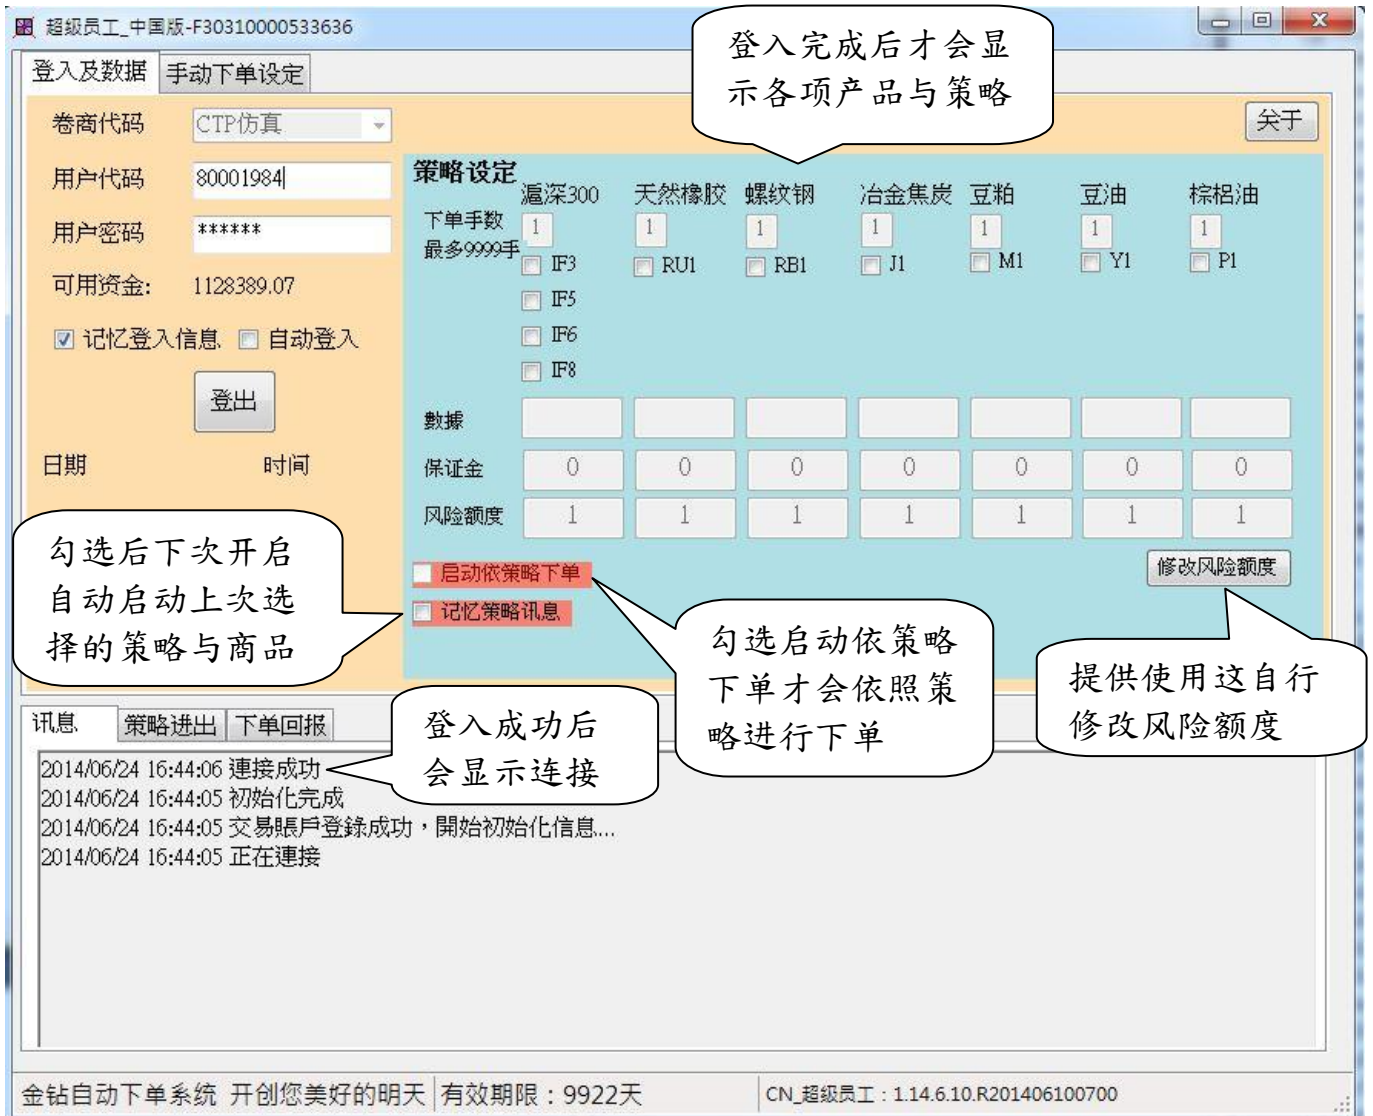 超级员工_中国版-F30310000533636
登入完成后才会显
示各项产品与策略
登入及数据 手动下单设定
卷商代码 CTP仿真
关于
用户代码 80001984
用户密码 ******
可用资金: 1128389.07
记忆登入信息 自动登入
登出
日期 时间
策略设定
滬深300 天然橡胶 螺纹钢 冶金焦炭 豆粕 豆油 棕榈油
下单手数 1 1 1 1 1 1 1
最多9999手
IF3 RU1 RB1 J1 M1 Y1 P1
IF5
IF6
IF8
數據
保证金 0 0 0 0 0 0 0
风险额度 1 1 1 1 1 1 1
启动依策略下单
修改风险额度
记忆策略讯息
勾选后下次开启
自动启动上次选
择的策略与商品
勾选启动依策略
下单才会依照策
略进行下单
提供使用这自行
修改风险额度
讯息 策略进出 下单回报
登入成功后
会显示连接
2014/06/24 16:44:06 連接成功
2014/06/24 16:44:05 初始化完成
2014/06/24 16:44:05 交易賬戶登錄成功，開始初始化信息...
2014/06/24 16:44:05 正在連接
金钻自动下单系统 开创您美好的明天 有效期限：9922天 CN_超级员工：1.14.6.10.R201406100700